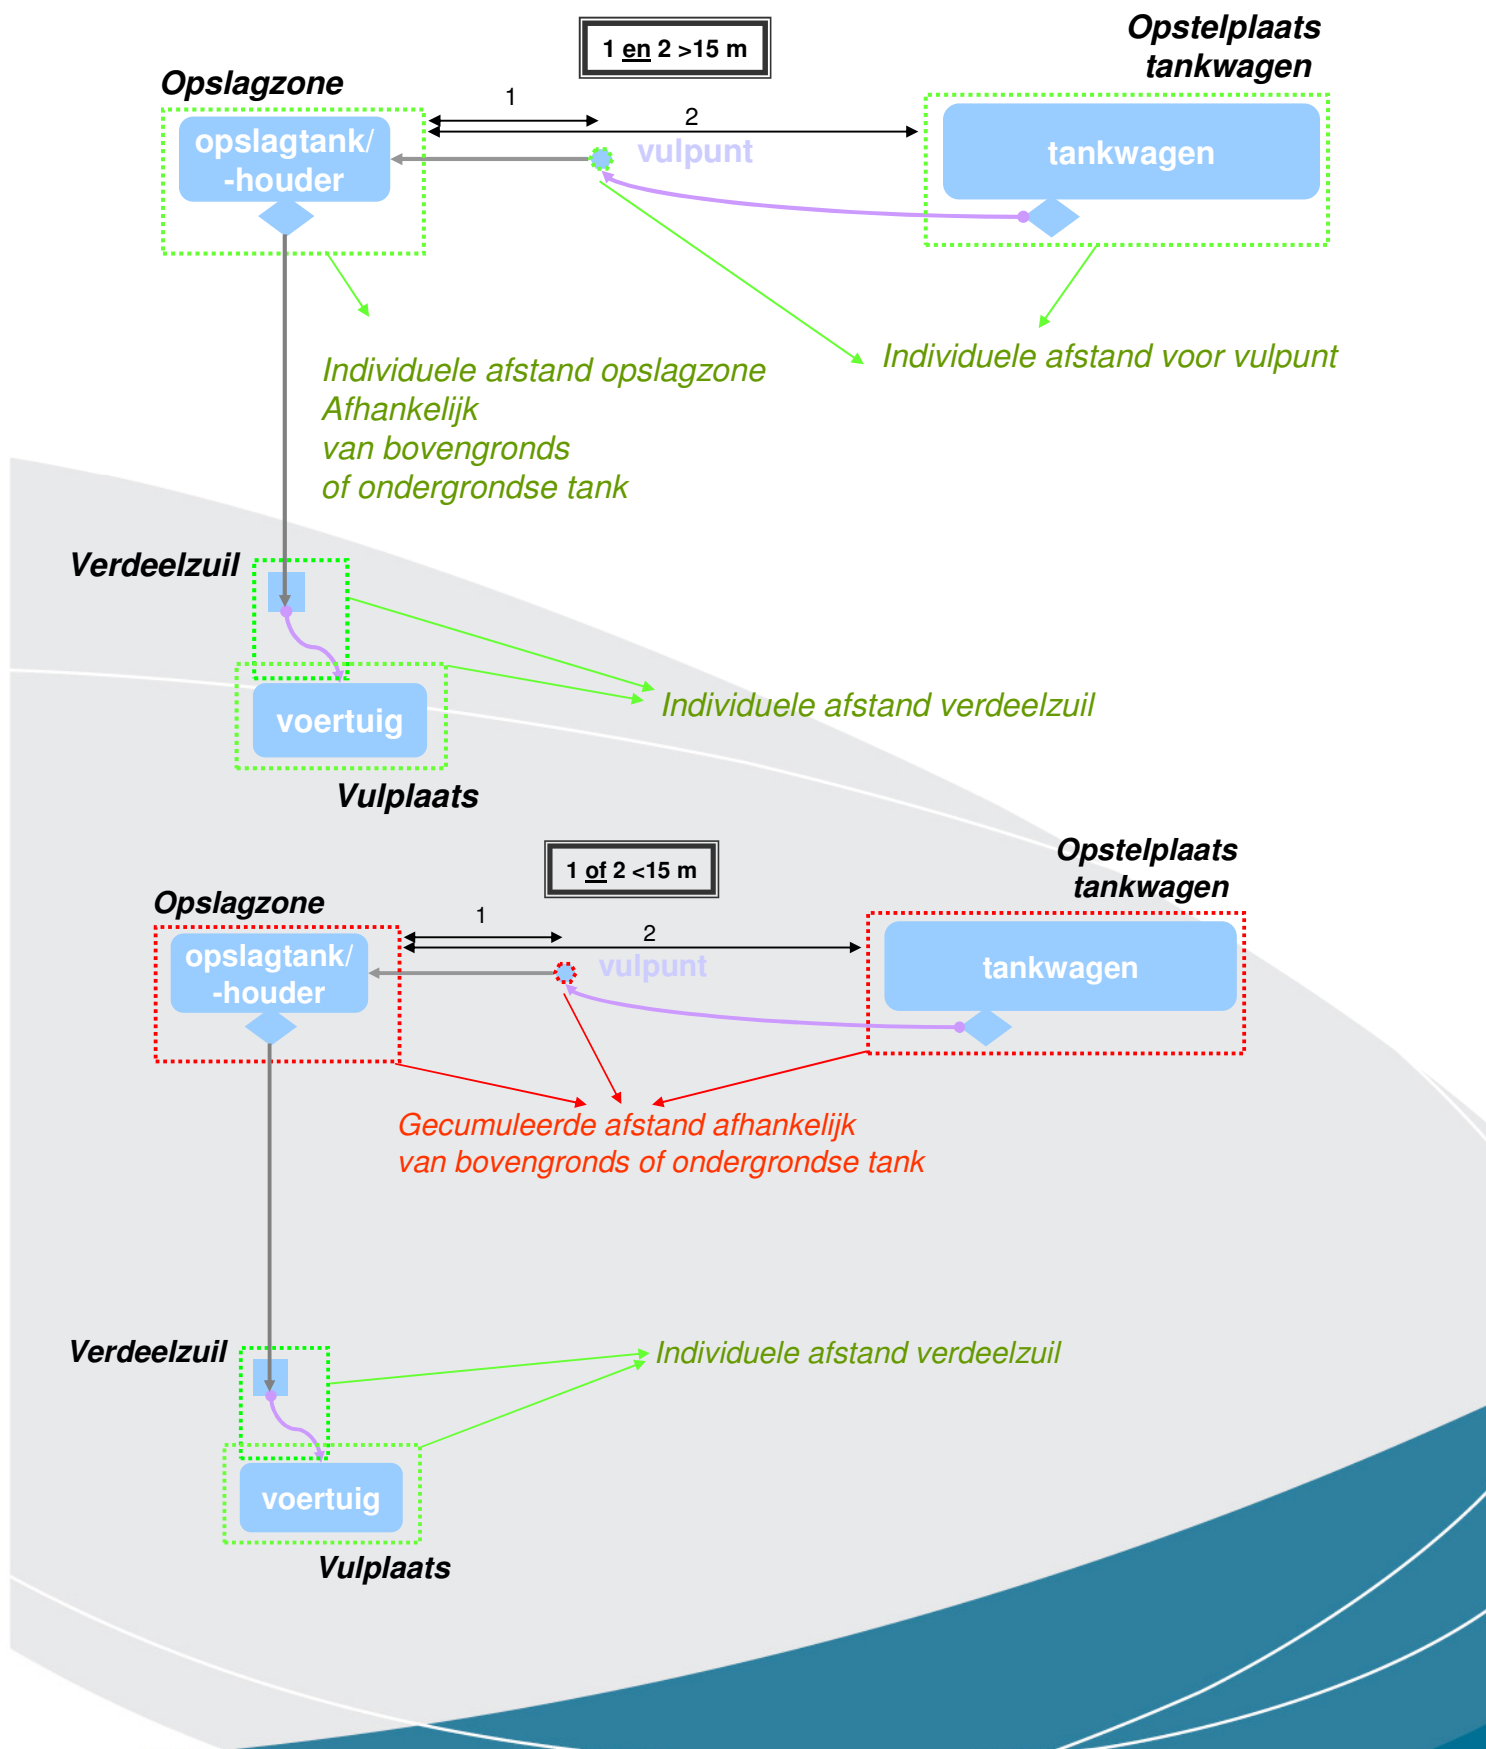 1 en 2 >15 m
Opstelplaats
tankwagen
Opslagzone
1
2
opslagtank/
-houder
vulpunt
tankwagen
Individuele afstand voor vulpunt
Individuele afstand opslagzone
Afhankelijk
van bovengronds
of ondergrondse tank
Verdeelzuil
Individuele afstand verdeelzuil
voertuig
Vulplaats
1 of 2 <15 m
Opstelplaats
tankwagen
Opslagzone
1
2
opslagtank/
-houder
vulpunt
tankwagen
Gecumuleerde afstand afhankelijk
van bovengronds of ondergrondse tank
Verdeelzuil
Individuele afstand verdeelzuil
voertuig
Vulplaats